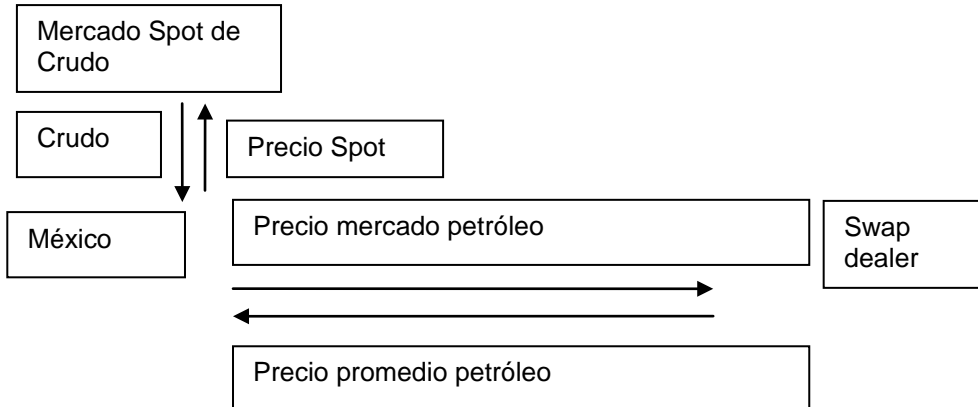 Mercado Spot de
Crudo
Crudo
Precio Spot
México
Precio mercado petróleo
Swap
dealer
Precio promedio petróleo